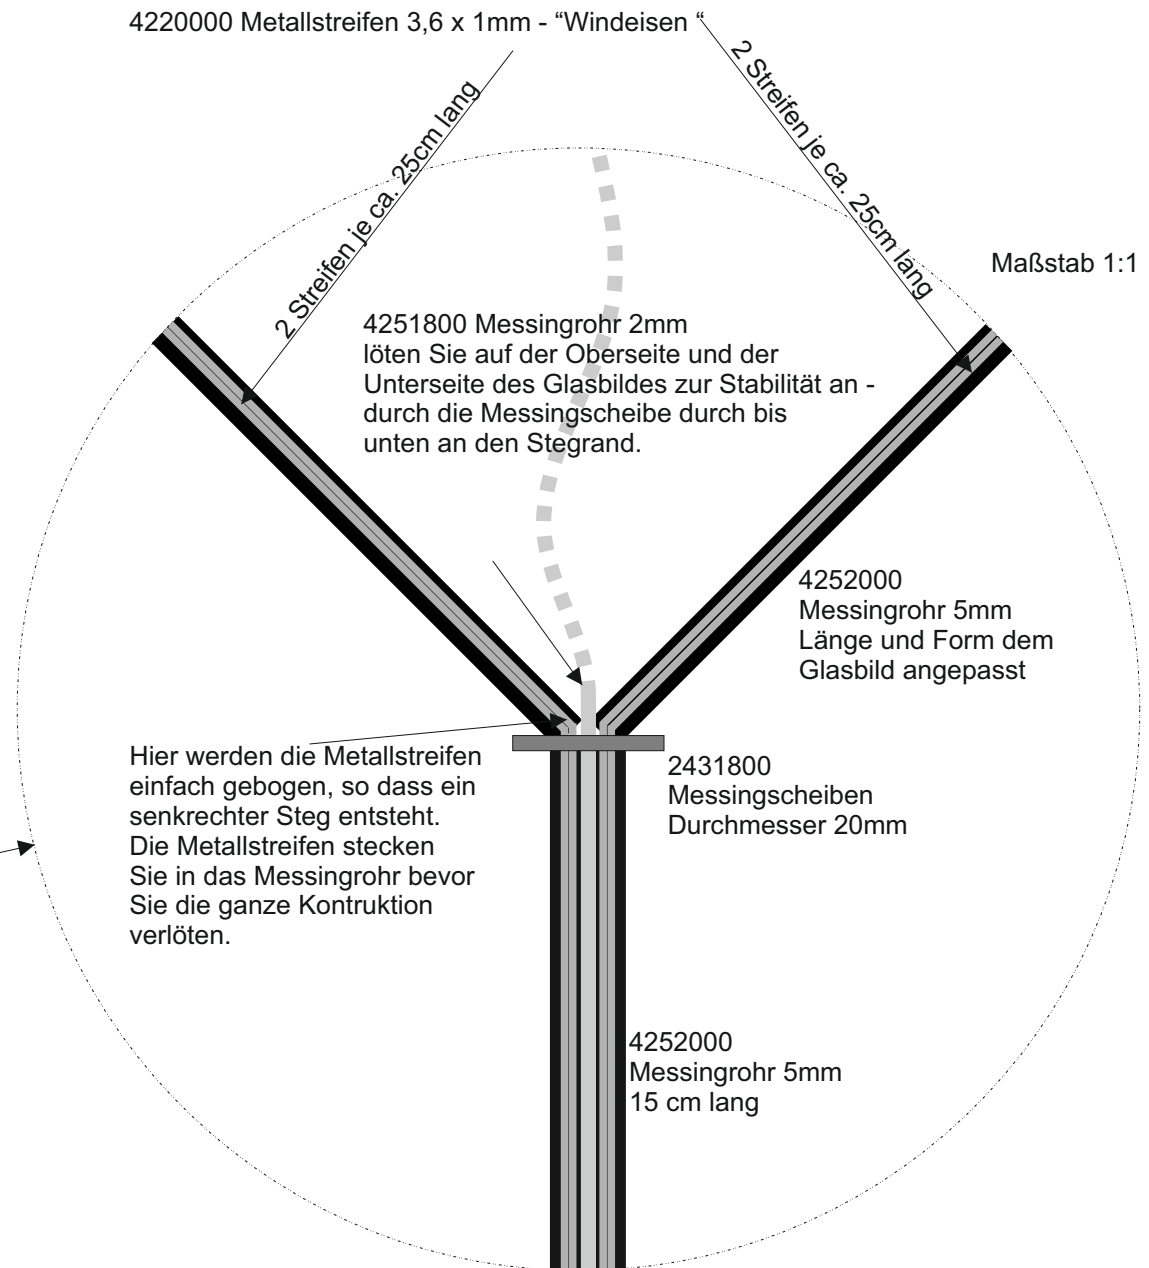 4220000 Metallstreifen 3,6 x 1mm - “Windeisen “
2 Streifen je ca. 25cm lang
2 Streifen je ca. 25cm lang
Maßstab 1:1
4251800 Messingrohr 2mm
löten Sie auf der Oberseite und der
Unterseite des Glasbildes zur Stabilität an -
durch die Messingscheibe durch bis
unten an den Stegrand.
4252000
Messingrohr 5mm
Länge und Form dem
Glasbild angepasst
Hier werden die Metallstreifen
einfach gebogen, so dass ein
senkrechter Steg entsteht.
Die Metallstreifen stecken
Sie in das Messingrohr bevor
Sie die ganze Kontruktion
verlöten.
2431800
Messingscheiben
Durchmesser 20mm
4252000
Messingrohr 5mm
15 cm lang